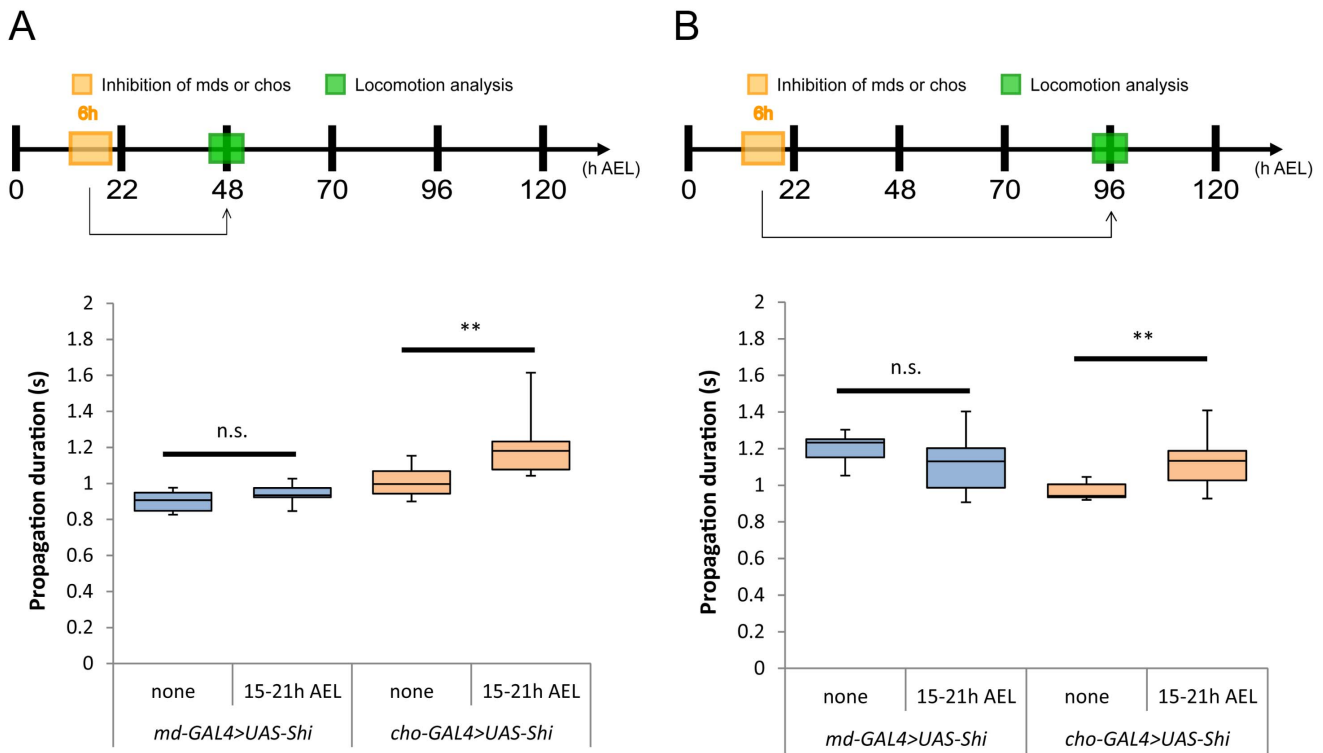 A
Inhibition of mds or chos
Locomotion analysis
6h
(h AEL)
0 22 48 70 96 120
Propagation duration (s)
2
1.8
1.6
1.4
1.2
1
0.8
0.6
0.4
0.2
0
n.s.
**
none 15-21h AEL none 15-21h AEL
md-GAL4>UAS-Shi cho-GAL4>UAS-Shi
B
Inhibition of mds or chos
Locomotion analysis
6h
(h AEL)
0 22 48 70 96 120
Propagation duration (s)
2
1.8
1.6
1.4
1.2
1
0.8
0.6
0.4
0.2
0
n.s.
**
none 15-21h AEL none 15-21h AEL
md-GAL4>UAS-Shi cho-GAL4>UAS-Shi